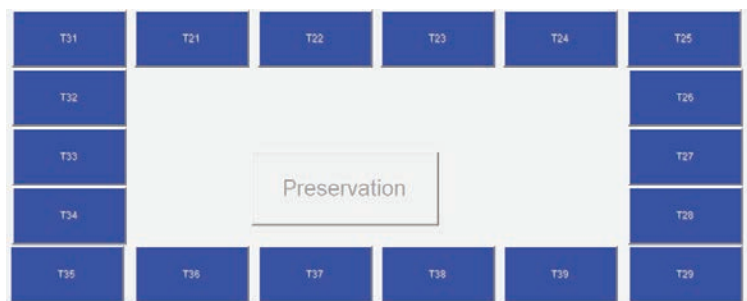 T31 T21 T22 T23 T24 T25
T32 T26
T33 T27
Preservation
T34 T28
T35 T36 T37 T38 T39 T29